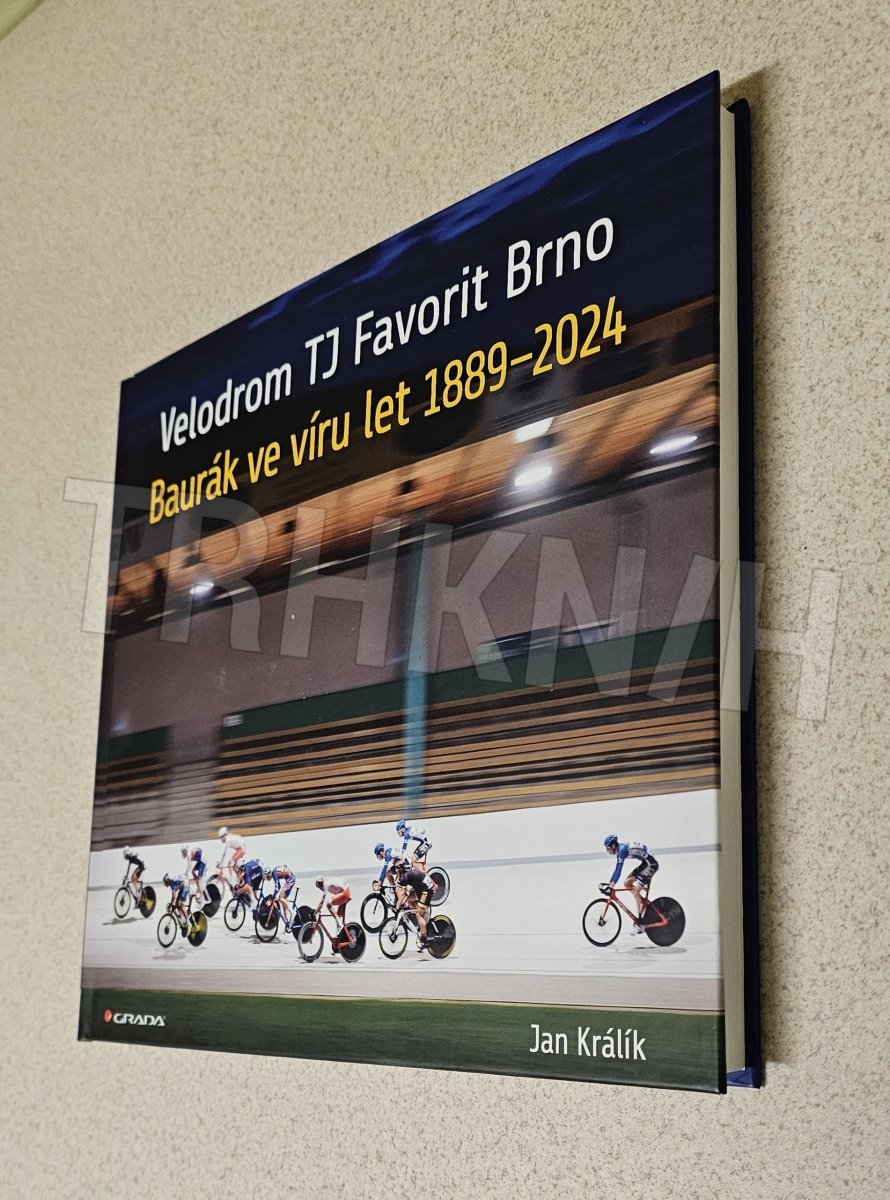 Velodrom TJ Favorit Brno
Baurák ve víru let 1889–2024
TRHKNIH
GRADA
Jan Králík